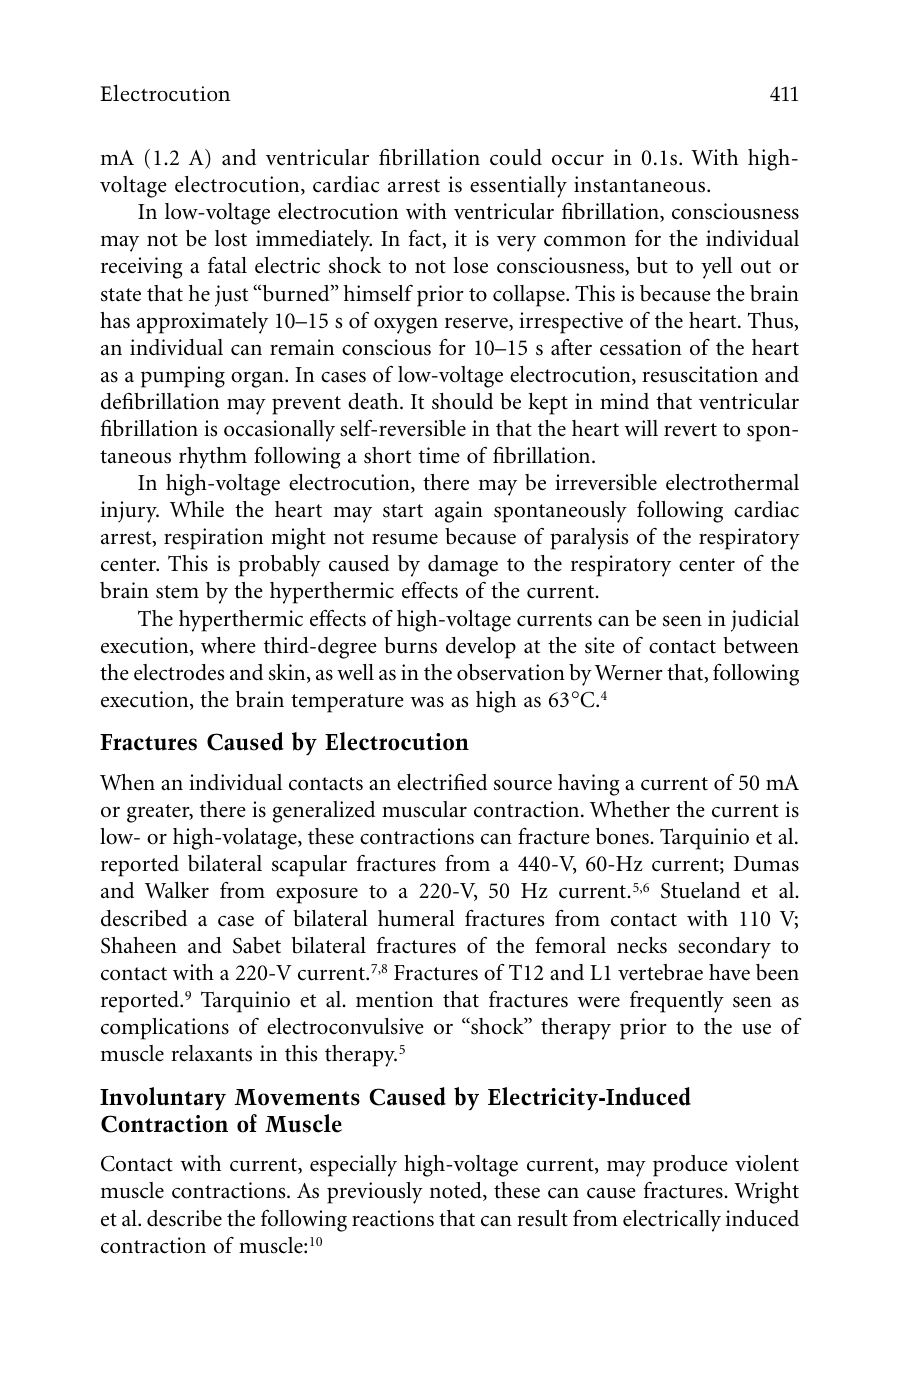 Electrocution 411
mA (1.2 A) and ventricular fibrillation could occur in 0.1s. With high-
voltage electrocution, cardiac arrest is essentially instantaneous.
In low-voltage electrocution with ventricular fibrillation, consciousness
may not be lost immediately. In fact, it is very common for the individual
receiving a fatal electric shock to not lose consciousness, but to yell out or
state that he just “burned” himself prior to collapse. This is because the brain
has approximately 10–15 s of oxygen reserve, irrespective of the heart. Thus,
an individual can remain conscious for 10–15 s after cessation of the heart
as a pumping organ. In cases of low-voltage electrocution, resuscitation and
defibrillation may prevent death. It should be kept in mind that ventricular
fibrillation is occasionally self-reversible in that the heart will revert to spon-
taneous rhythm following a short time of fibrillation.
In high-voltage electrocution, there may be irreversible electrothermal
injury. While the heart may start again spontaneously following cardiac
arrest, respiration might not resume because of paralysis of the respiratory
center. This is probably caused by damage to the respiratory center of the
brain stem by the hyperthermic effects of the current.
The hyperthermic effects of high-voltage currents can be seen in judicial
execution, where third-degree burns develop at the site of contact between
the electrodes and skin, as well as in the observation by Werner that, following
execution, the brain temperature was as high as 63°C.⁴
Fractures Caused by Electrocution
When an individual contacts an electrified source having a current of 50 mA
or greater, there is generalized muscular contraction. Whether the current is
low- or high-volatage, these contractions can fracture bones. Tarquinio et al.
reported bilateral scapular fractures from a 440-V, 60-Hz current; Dumas
and Walker from exposure to a 220-V, 50 Hz current.⁵,⁶ Stueland et al.
described a case of bilateral humeral fractures from contact with 110 V;
Shaheen and Sabet bilateral fractures of the femoral necks secondary to
contact with a 220-V current.⁷,⁸ Fractures of T12 and L1 vertebrae have been
reported.⁹ Tarquinio et al. mention that fractures were frequently seen as
complications of electroconvulsive or “shock” therapy prior to the use of
muscle relaxants in this therapy.⁵
Involuntary Movements Caused by Electricity-Induced
Contraction of Muscle
Contact with current, especially high-voltage current, may produce violent
muscle contractions. As previously noted, these can cause fractures. Wright
et al. describe the following reactions that can result from electrically induced
contraction of muscle:¹⁰